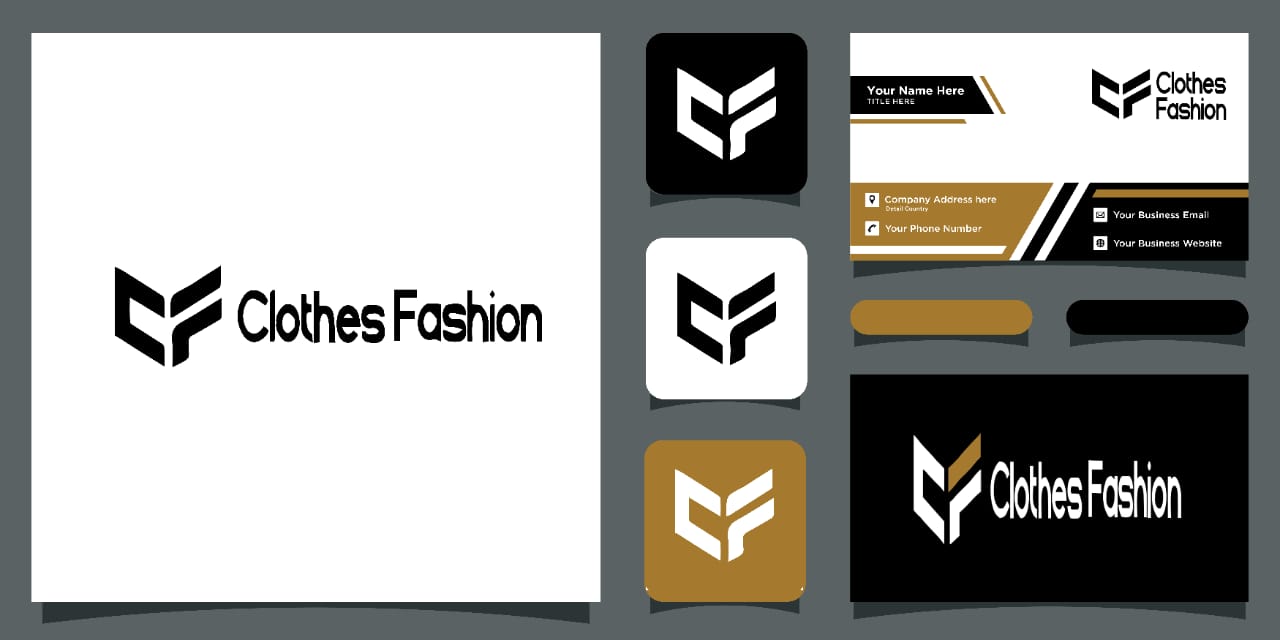 Clothes Fashion
Your Name Here
TITLE HERE
Clothes
Fashion
Company Address here
Detail Country
Your Phone Number
Your Business Email
Your Business Website
Clothes Fashion